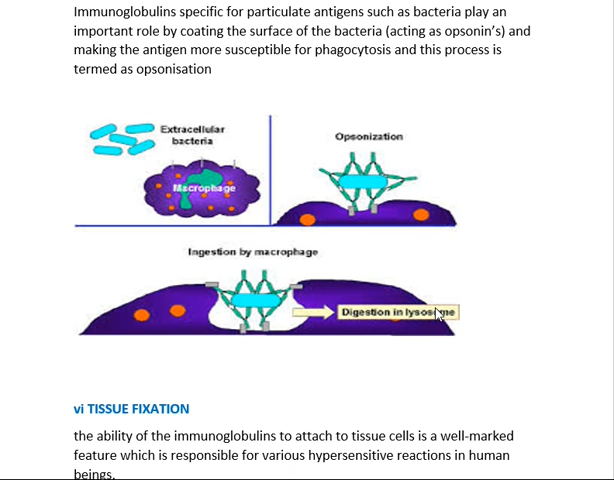 Immunoglobulins specific for particulate antigens such as bacteria play an
important role by coating the surface of the bacteria (acting as opsonin's) and
making the antigen more susceptible for phagocytosis and this process is
termed as opsonisation
Extracellular
bacteria
Macrophage
Opsonization
Ingestion by macrophage
Digestion in lysosome
vi TISSUE FIXATION
the ability of the immunoglobulins to attach to tissue cells is a well-marked
feature which is responsible for various hypersensitive reactions in human
beings.